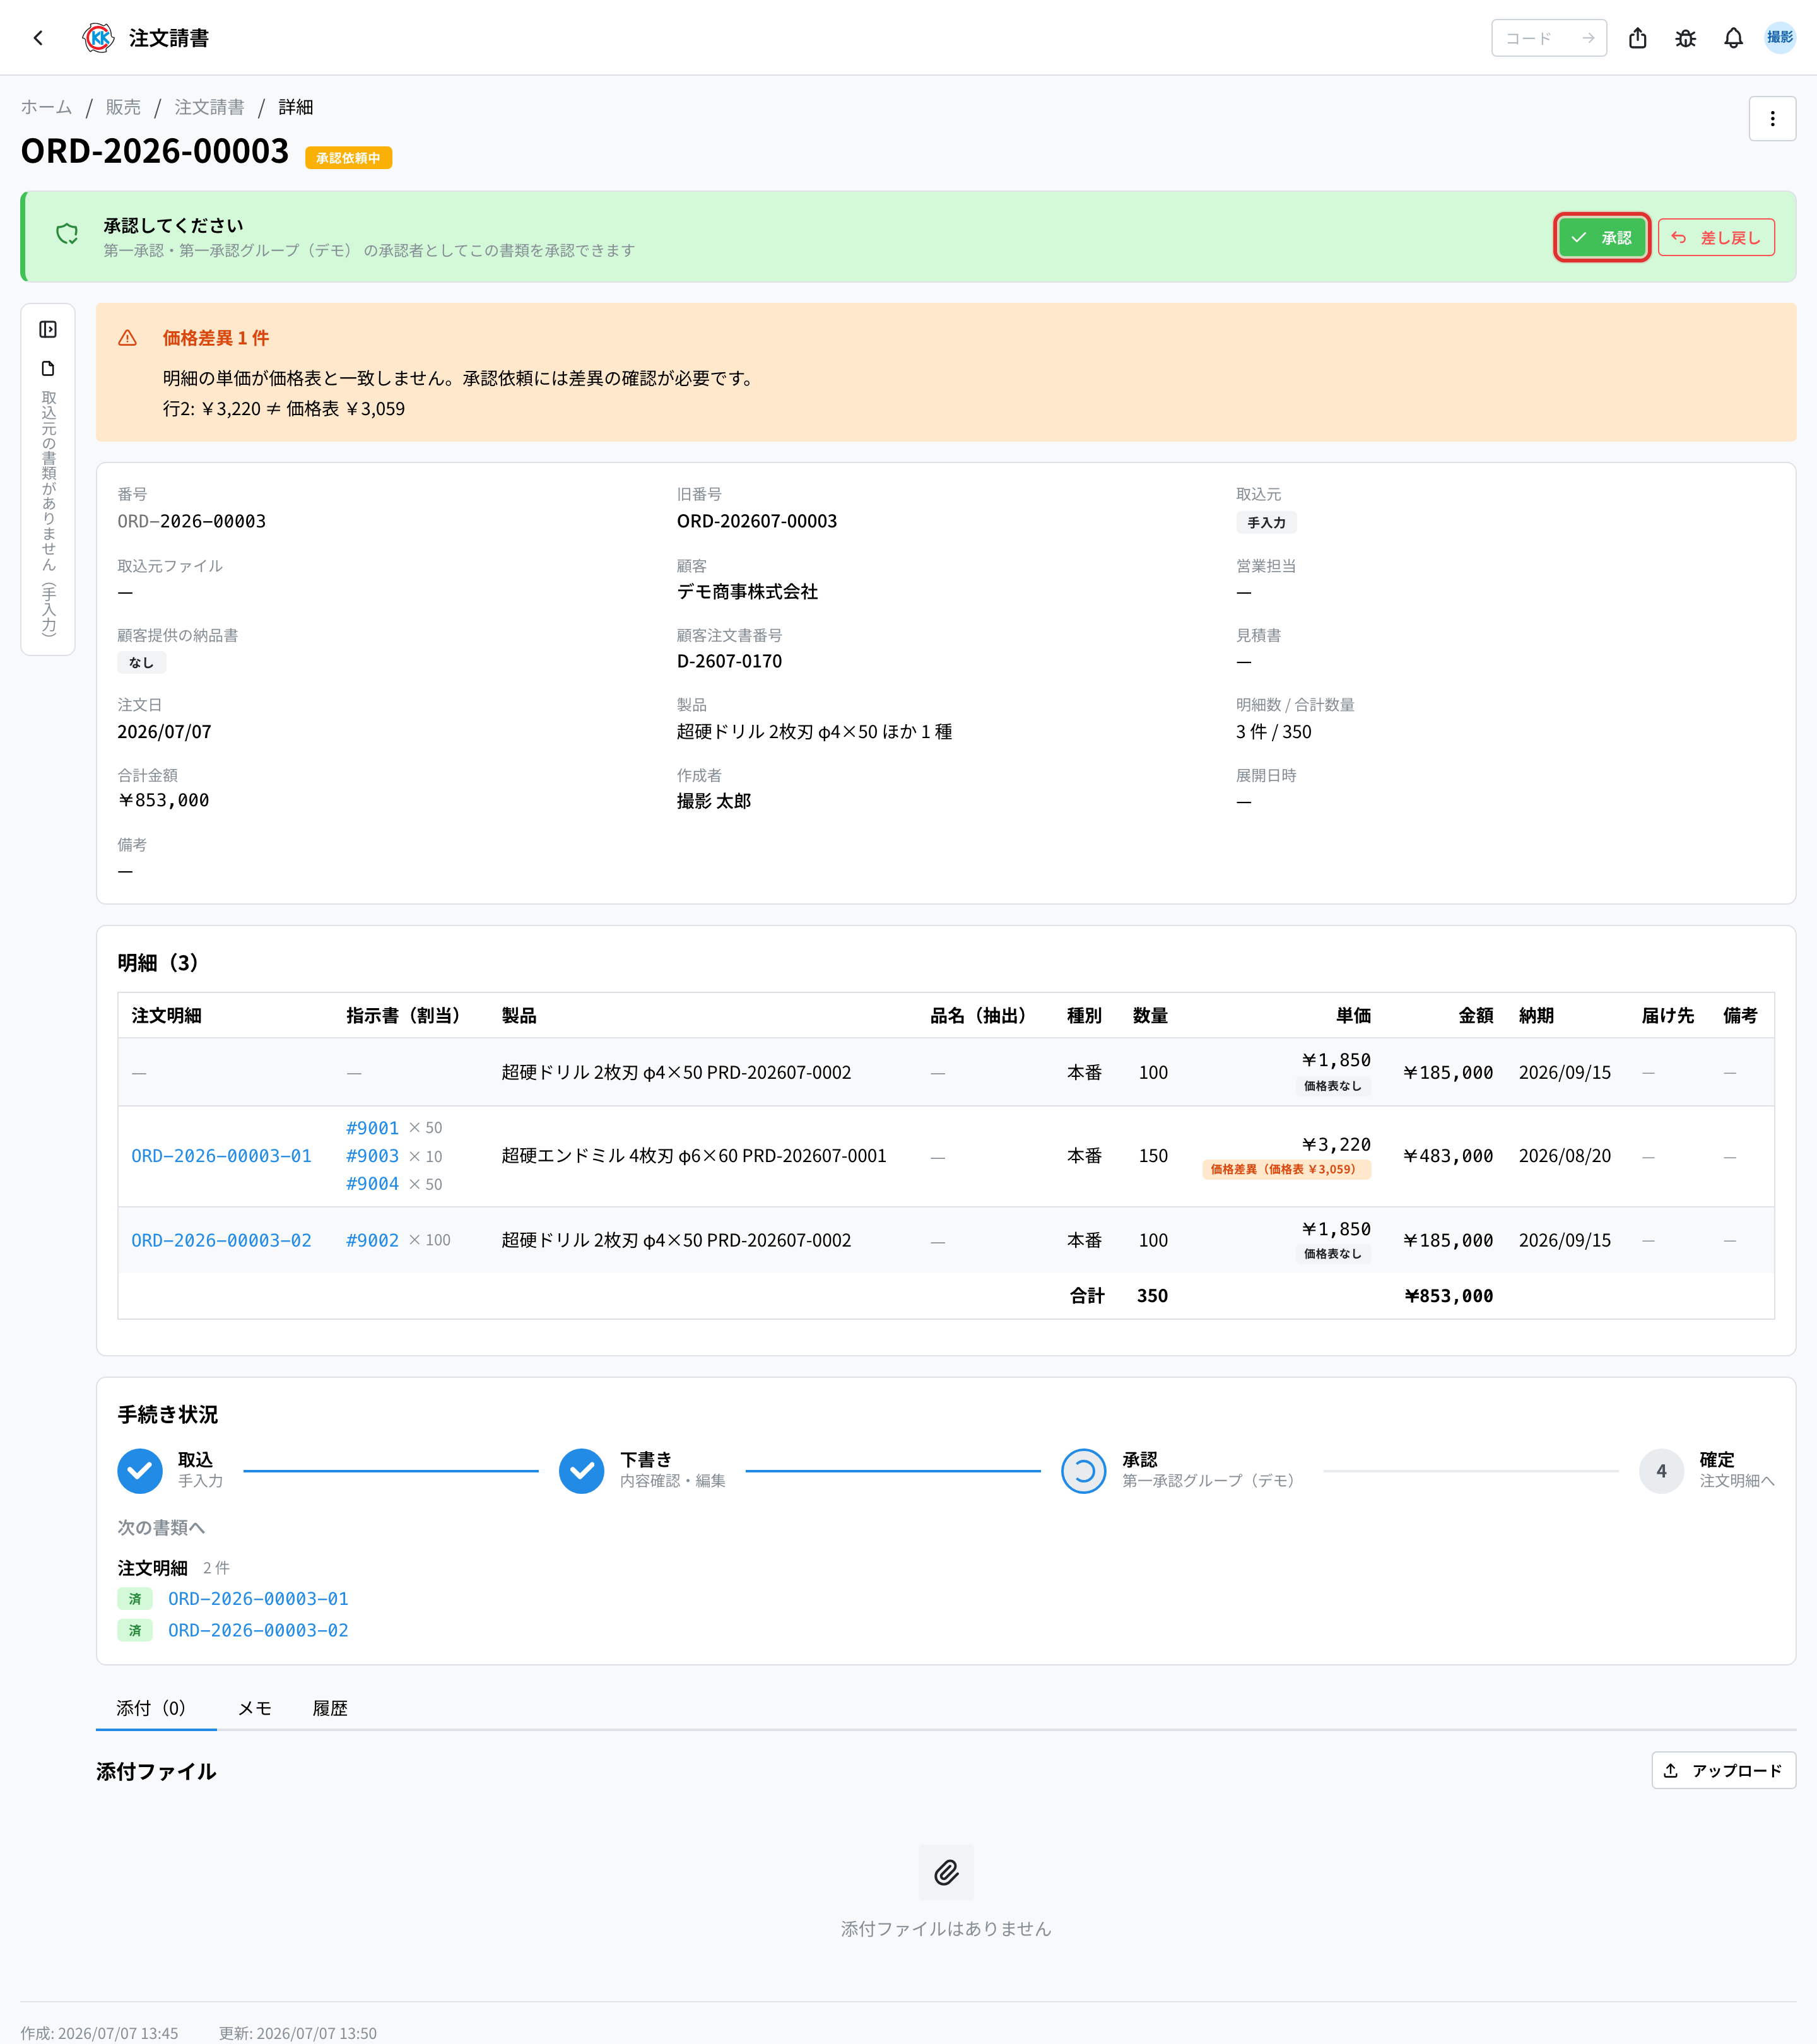 注文請書
コード
撮影
ホーム / 販売 / 注文請書 / 詳細
ORD-2026-00003 承認依頼中
承認してください
第一承認・第一承認グループ（デモ） の承認者としてこの書類を承認できます
承認
差し戻し
取込元の書類がありません（手入力）
価格差異 1 件
明細の単価が価格表と一致しません。承認依頼には差異の確認が必要です。
行2: ￥3,220 ≠ 価格表 ￥3,059
番号 旧番号 取込元
ORD-2026-00003 ORD-202607-00003 手入力
取込元ファイル 顧客 営業担当
— デモ商事株式会社 —
顧客提供の納品書 顧客注文書番号 見積書
なし D-2607-0170 —
注文日 製品 明細数 / 合計数量
2026/07/07 超硬ドリル 2枚刃 φ4×50 ほか 1 種 3 件 / 350
合計金額 作成者 展開日時
￥853,000 撮影 太郎 —
備考
—
明細（3）
注文明細 指示書（割当） 製品 品名（抽出） 種別 数量 単価 金額 納期 届け先 備考
— — 超硬ドリル 2枚刃 φ4×50 PRD-202607-0002 — 本番 100 ￥1,850 ￥185,000 2026/09/15 — —
価格表なし
#9001 × 50
ORD-2026-00003-01 #9003 × 10 超硬エンドミル 4枚刃 φ6×60 PRD-202607-0001 — 本番 150 ￥3,220 ￥483,000 2026/08/20 — —
価格差異（価格表 ￥3,059）
#9004 × 50
ORD-2026-00003-02 #9002 × 100 超硬ドリル 2枚刃 φ4×50 PRD-202607-0002 — 本番 100 ￥1,850 ￥185,000 2026/09/15 — —
価格表なし
合計 350 ￥853,000
手続き状況
取込 下書き 承認 4 確定
手入力 内容確認・編集 第一承認グループ（デモ） 注文明細へ
次の書類へ
注文明細 2 件
済 ORD-2026-00003-01
済 ORD-2026-00003-02
添付（0） メモ 履歴
添付ファイル アップロード
添付ファイルはありません
作成: 2026/07/07 13:45 更新: 2026/07/07 13:50